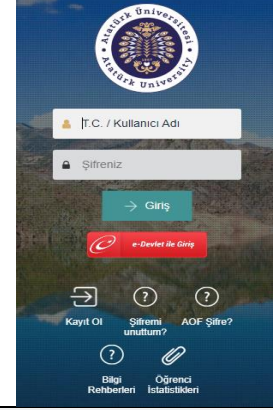 Atatürk Üniversitesi
Atatürk University
T.C. / Kullanıcı Adı
Şifreniz
Giriş
e-Devlet ile Giriş
Kayıt Ol
Şifremi unuttum?
AOF Şifre?
Bilgi Rehberleri
Öğrenci İstatistikleri